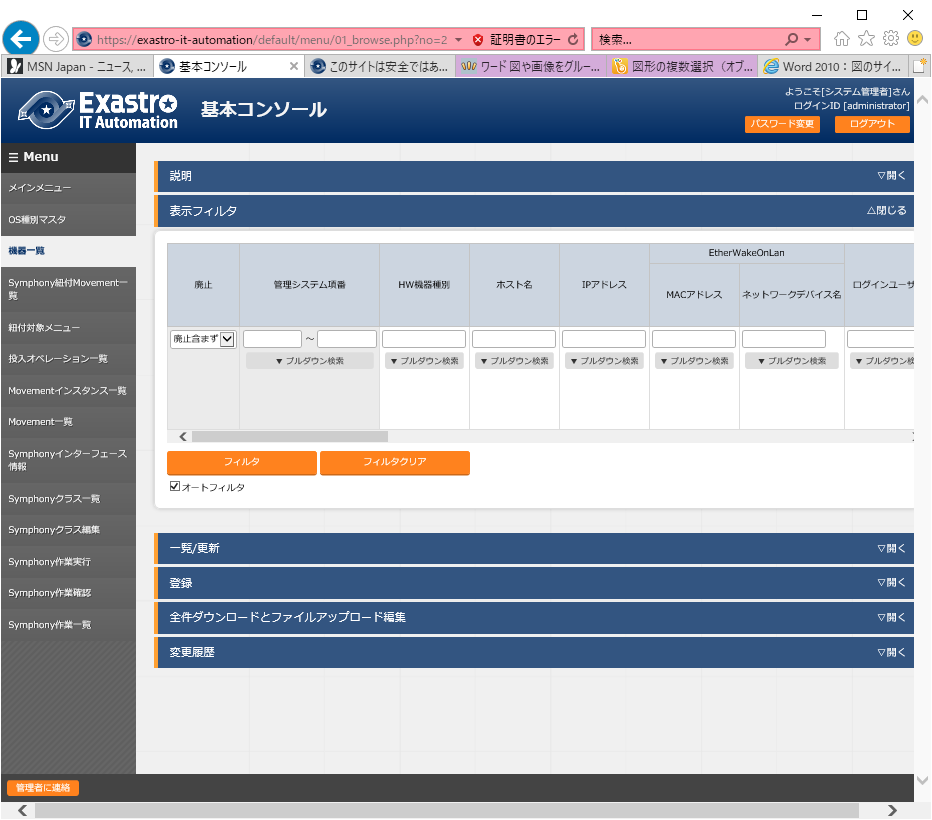 https://exastro-it-automation/default/menu/01_browse.php?no=2
証明書のエラー
検索...
MSN Japan - ニュース, ...
基本コンソール
このサイトは安全ではあ...
ワード 図や画像をグルー...
図形の複数選択（オブ...
Word 2010：図のサイ...
Exastro
IT Automation
基本コンソール
ようこそ[システム管理者]さん
ログインID [administrator]
パスワード変更
ログアウト
☰ Menu
メインメニュー
OS種別マスタ
機器一覧
Symphony紐付Movement一
覧
紐付対象メニュー
投入オペレーション一覧
Movementインスタンス一覧
Movement一覧
Symphonyインターフェース
情報
Symphonyクラス一覧
Symphonyクラス編集
Symphony作業実行
Symphony作業確認
Symphony作業一覧
説明
▽開く
表示フィルタ
△閉じる
EtherWakeOnLan
廃止
管理システム項番
HW機器種別
ホスト名
IPアドレス
MACアドレス
ネットワークデバイス名
ログインユーサ
廃止含まず
～
▼ プルダウン検索
▼ プルダウン検索
▼ プルダウン検索
▼ プルダウン検索
▼ プルダウン検索
▼ プルダウン検索
▼ プルダウン検
フィルタ
フィルタクリア
オートフィルタ
一覧/更新
▽開く
登録
▽開く
全件ダウンロードとファイルアップロード編集
▽開く
変更履歴
▽開く
管理者に連絡